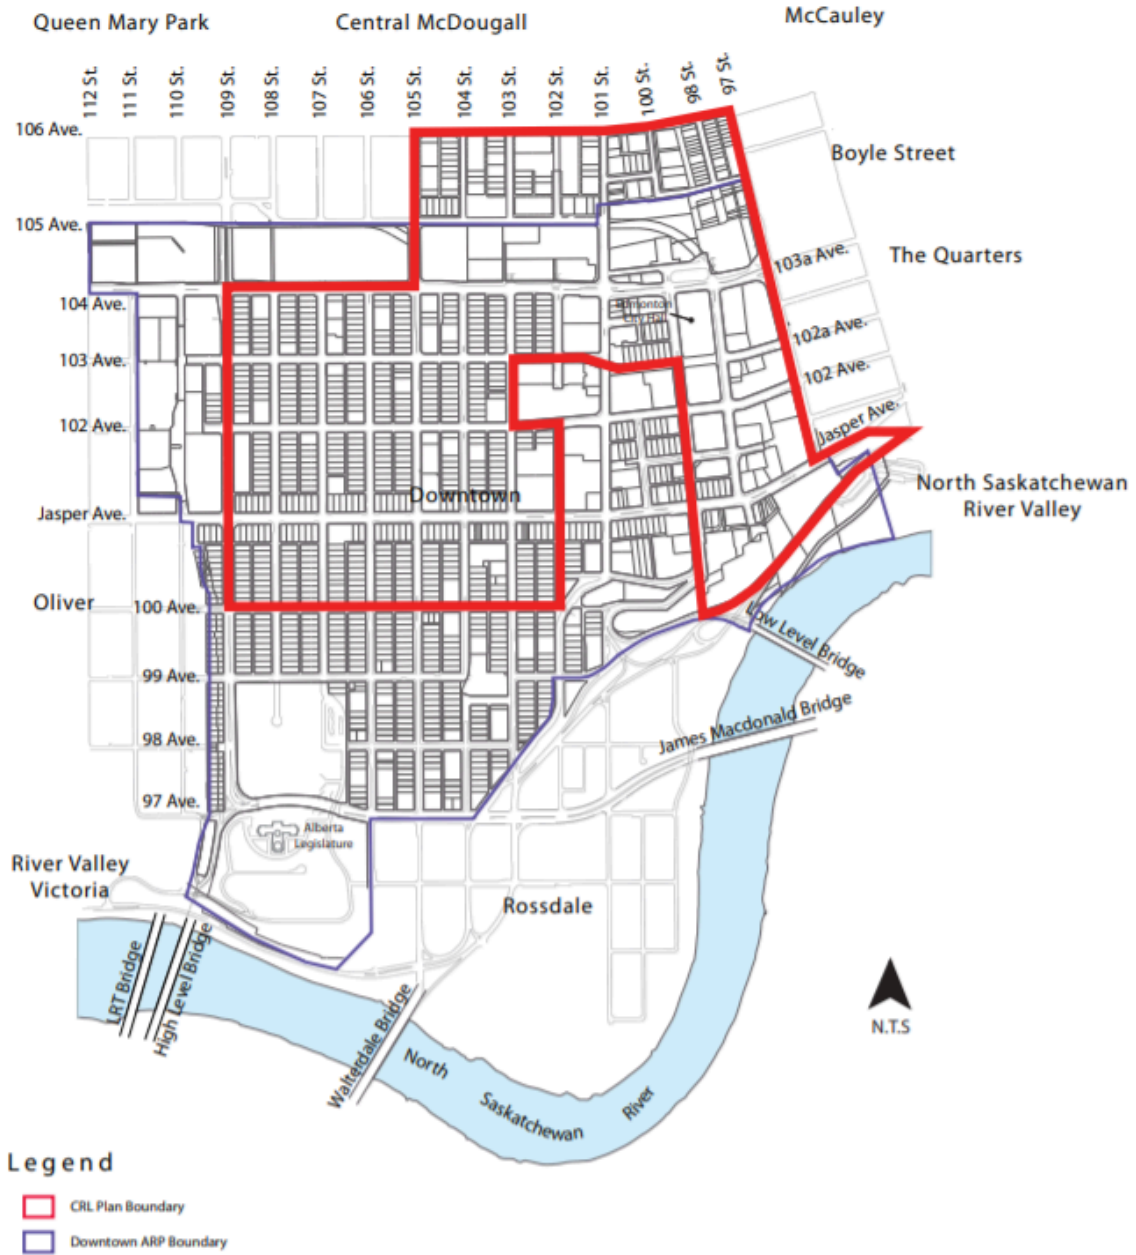 Queen Mary Park
Central McDougall
McCauley
112 St.
111 St.
110 St.
109 St.
108 St.
107 St.
106 St.
105 St.
104 St.
103 St.
102 St.
101 St.
100 St.
98 St.
97 St.
106 Ave.
Boyle Street
105 Ave.
103a Ave.
The Quarters
104 Ave.
Edmonton
City Hall
102a Ave.
103 Ave.
102 Ave.
102 Ave.
Jasper Ave.
Downtown
North Saskatchewan
River Valley
Jasper Ave.
Oliver
100 Ave.
Low Level Bridge
99 Ave.
James Macdonald Bridge
98 Ave.
97 Ave.
Alberta
Legislature
River Valley
Victoria
Rossdale
LRT Bridge
High Level Bridge
Walterdale Bridge
N.T.S
North Saskatchewan River
Legend
CRL Plan Boundary
Downtown ARP Boundary